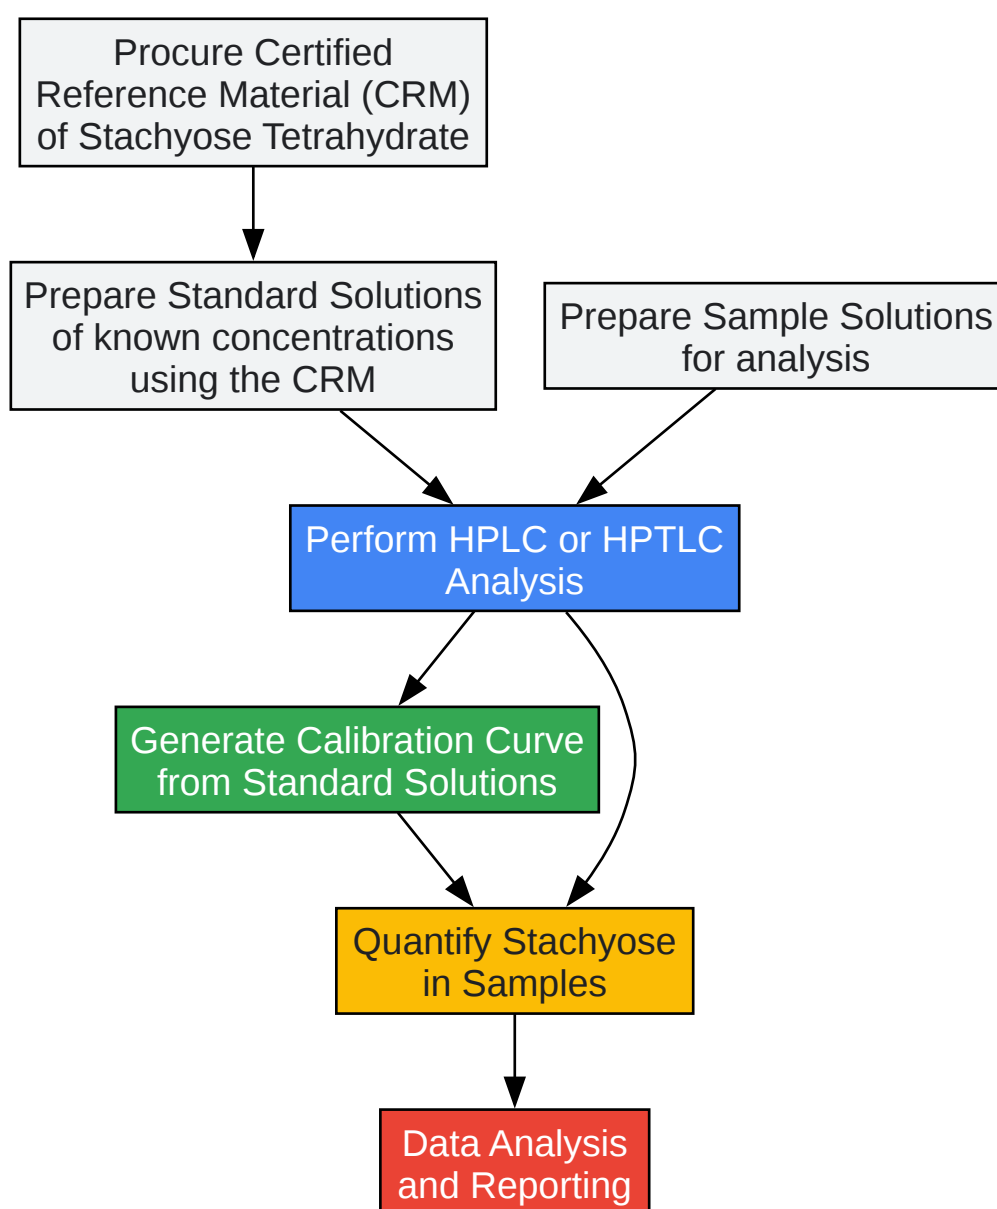 Procure Certified
Reference Material (CRM)
of Stachyose Tetrahydrate
Prepare Standard Solutions
of known concentrations
using the CRM
Prepare Sample Solutions
for analysis
Perform HPLC or HPTLC
Analysis
Generate Calibration Curve
from Standard Solutions
Quantify Stachyose
in Samples
Data Analysis
and Reporting